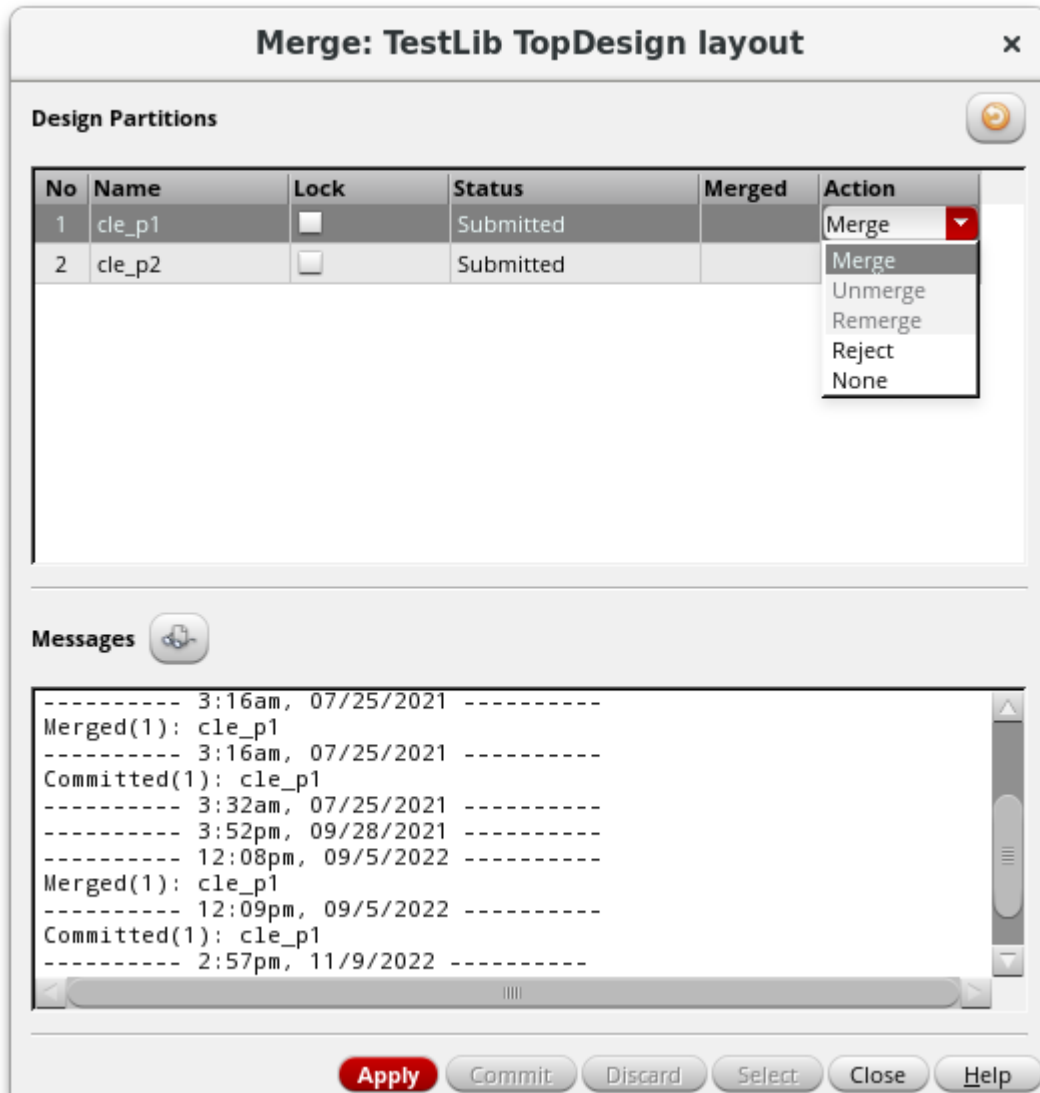 Merge: TestLib TopDesign layout ×
Design Partitions
No Name Lock Status Merged Action
1 cle_p1 Submitted Merge
2 cle_p2 Submitted
Merge
Unmerge
Remerge
Reject
None
Messages
---------- 3:16am, 07/25/2021 ----------
Merged(1): cle_p1
---------- 3:16am, 07/25/2021 ----------
Committed(1): cle_p1
---------- 3:32am, 07/25/2021 ----------
---------- 3:52pm, 09/28/2021 ----------
---------- 12:08pm, 09/5/2022 ----------
Merged(1): cle_p1
---------- 12:09pm, 09/5/2022 ----------
Committed(1): cle_p1
---------- 2:57pm, 11/9/2022 ----------
Apply Commit Discard Select Close Help